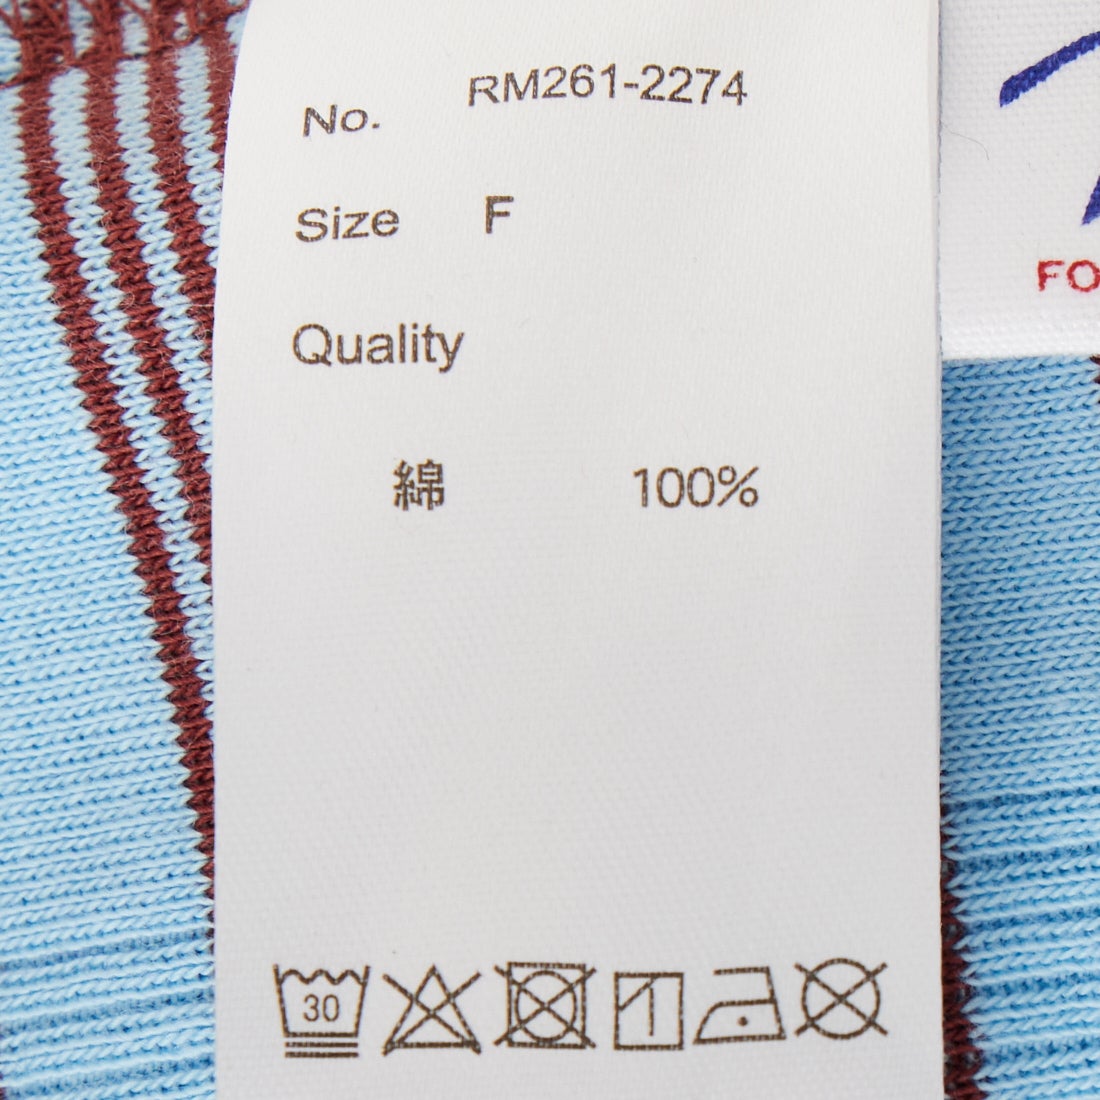 No. RM261-2274
Size F
Quality
綿 100%
30
FO